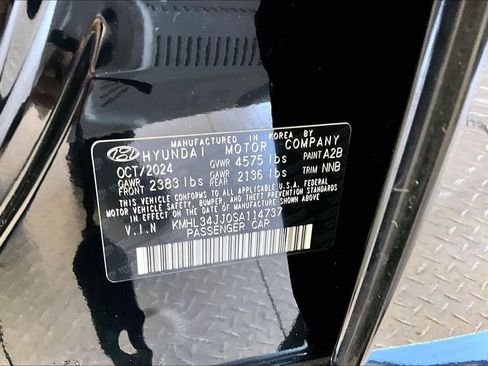 MANUFACTURED IN KOREA BY
HYUNDAI MOTOR COMPANY
OCT/2024 GVWR 4575 lbs PAINT A2B
GAWR FRONT 2383 lbs GAWR REAR 2136 lbs TRIM NNB
THIS VEHICLE CONFORMS TO ALL APPLICABLE U.S.A. FEDERAL
MOTOR VEHICLE SAFETY, BUMPER, AND THEFT PREVENTION STANDARDS
IN EFFECT ON THE DATE OF MANUFACTURE SHOWN ABOVE.
V.I.N KMHL34JJ0SA114737
PASSENGER CAR